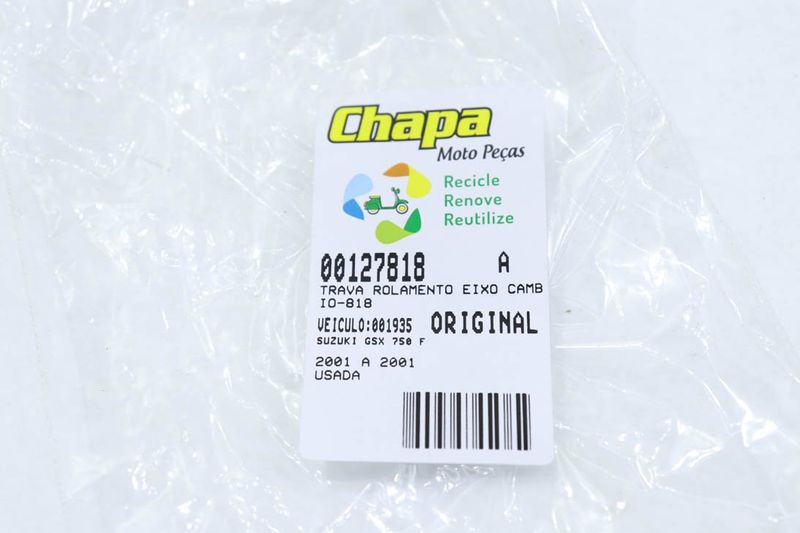 Chapa
Moto Peças
Recicle
Renove
Reutilize
00127818 A
TRAVA ROLAMENTO EIXO CAMB
IO-818
VEICULO:001935 ORIGINAL
SUZUKI GSX 750 F
2001 A 2001
USADA